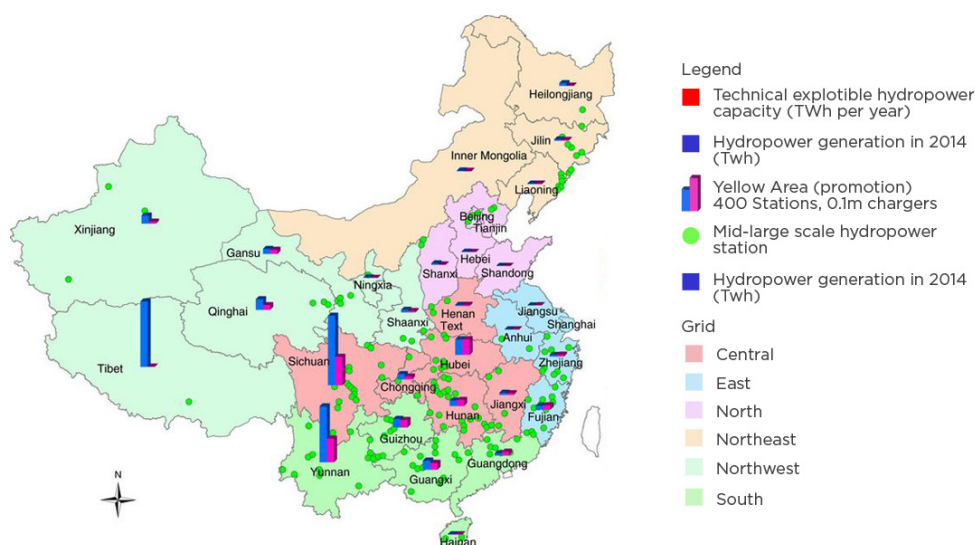 Heilongjiang
Jilin
Inner Mongolia
Liaoning
Beijing
Tianjin
Xinjiang
Gansu
Hebei
Shanxi
Shandong
Ningxia
Qinghai
Shaanxi
Henan
Text
Jiangsu
Shanghai
Anhui
Tibet
Sichuan
Hubei
Zhejiang
Chongqing
Jiangxi
Hunan
Fujian
Guizhou
Yunnan
Guangxi
Guangdong
Hainan
N
Legend
Technical explotible hydropower
capacity (TWh per year)
Hydropower generation in 2014
(Twh)
Yellow Area (promotion)
400 Stations, 0.1m chargers
Mid-large scale hydropower
station
Hydropower generation in 2014
(Twh)
Grid
Central
East
North
Northeast
Northwest
South